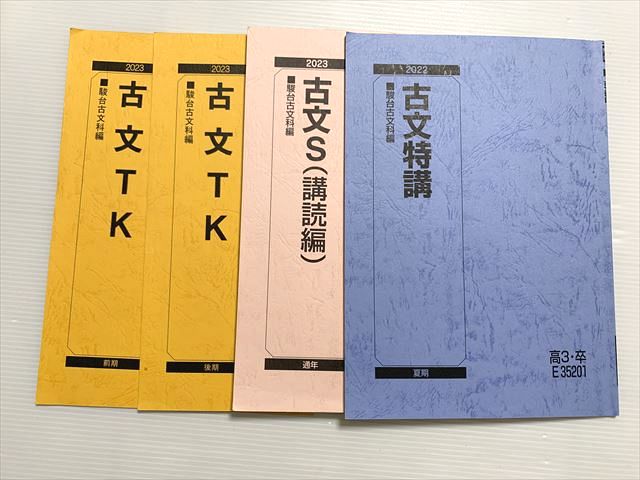 2023
■駿台古文科編
古文TK
前期
2023
■駿台古文科編
古文TK
後期
2023
■駿台古文科編
古文S(講読編)
通年
2022
■駿台古文科編
古文特講
夏期
高3・卒
E35201